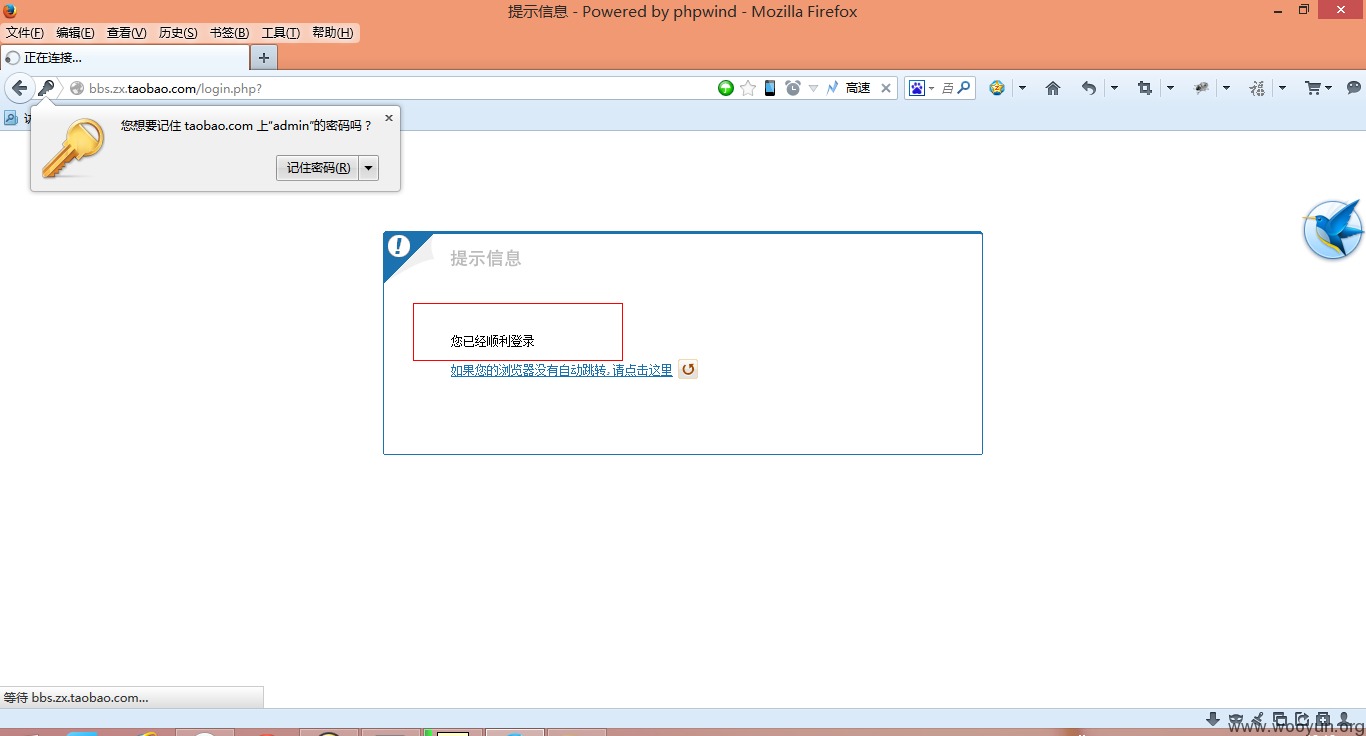 提示信息 - Powered by phpwind - Mozilla Firefox
文件(F) 编辑(E) 查看(V) 历史(S) 书签(B) 工具(T) 帮助(H)
正在连接...
bbs.zx.taobao.com/login.php?
高速
百
您想要记住 taobao.com 上"admin"的密码吗？
记住密码(R)
提示信息
您已经顺利登录
如果您的浏览器没有自动跳转,请点击这里
等待 bbs.zx.taobao.com...
www.wooyun.org